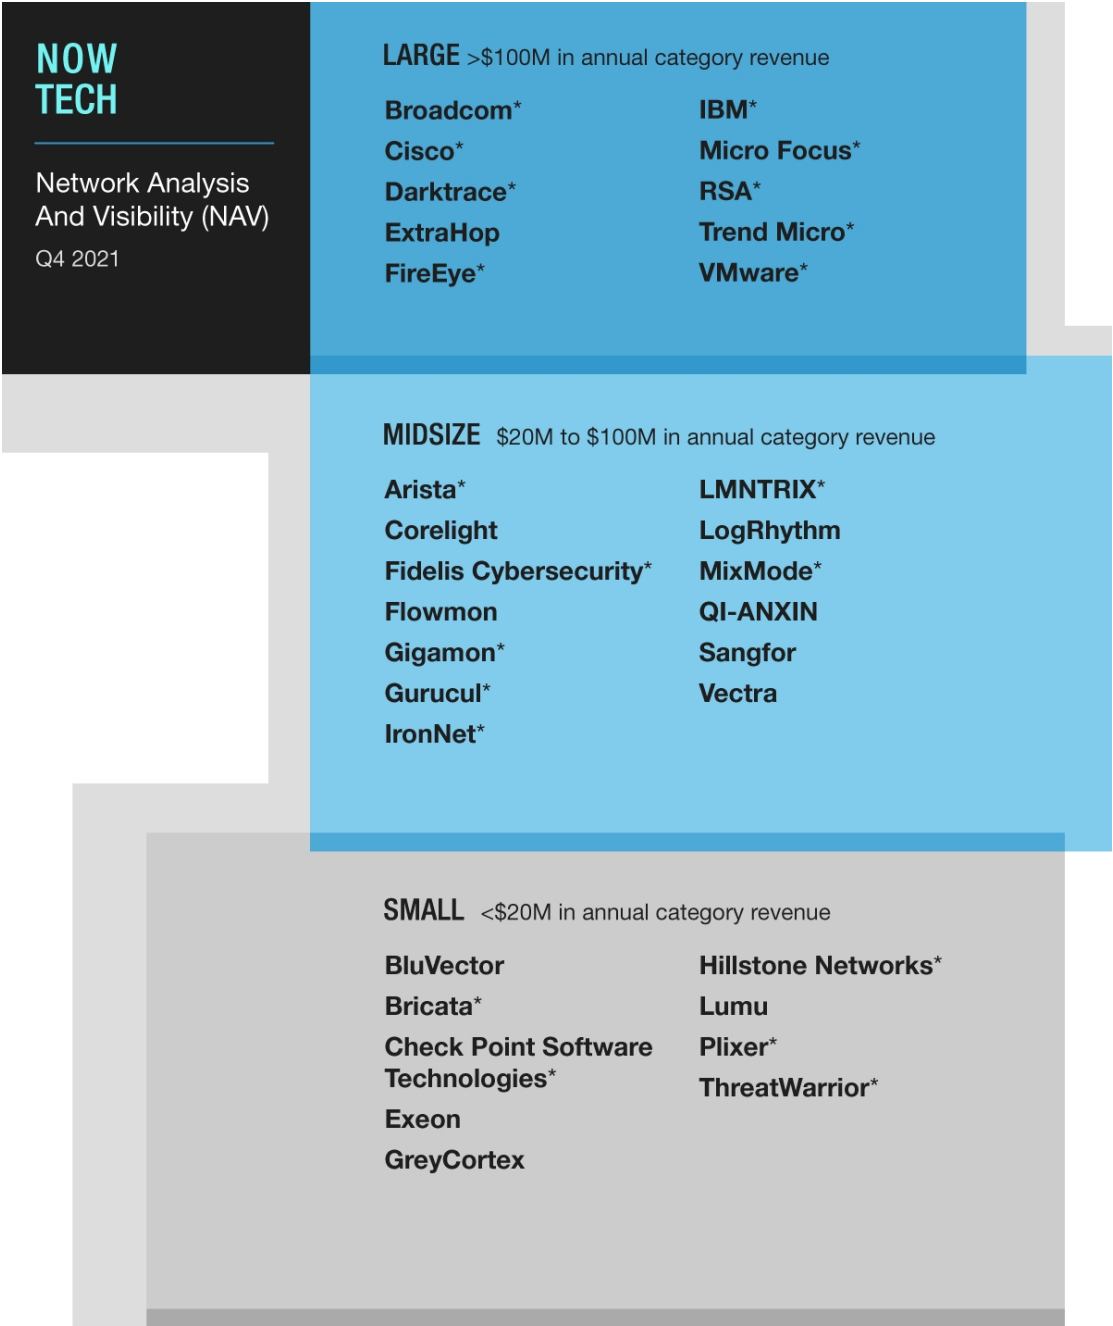 NOW
TECH
Network Analysis
And Visibility (NAV)
Q4 2021
LARGE >$100M in annual category revenue
Broadcom*
Cisco*
Darktrace*
ExtraHop
FireEye*
IBM*
Micro Focus*
RSA*
Trend Micro*
VMware*
MIDSIZE $20M to $100M in annual category revenue
Arista*
Corelight
Fidelis Cybersecurity*
Flowmon
Gigamon*
Gurucul*
IronNet*
LMNTRIX*
LogRhythm
MixMode*
QI-ANXIN
Sangfor
Vectra
SMALL <$20M in annual category revenue
BluVector
Bricata*
Check Point Software
Technologies*
Exeon
GreyCortex
Hillstone Networks*
Lumu
Plixer*
ThreatWarrior*